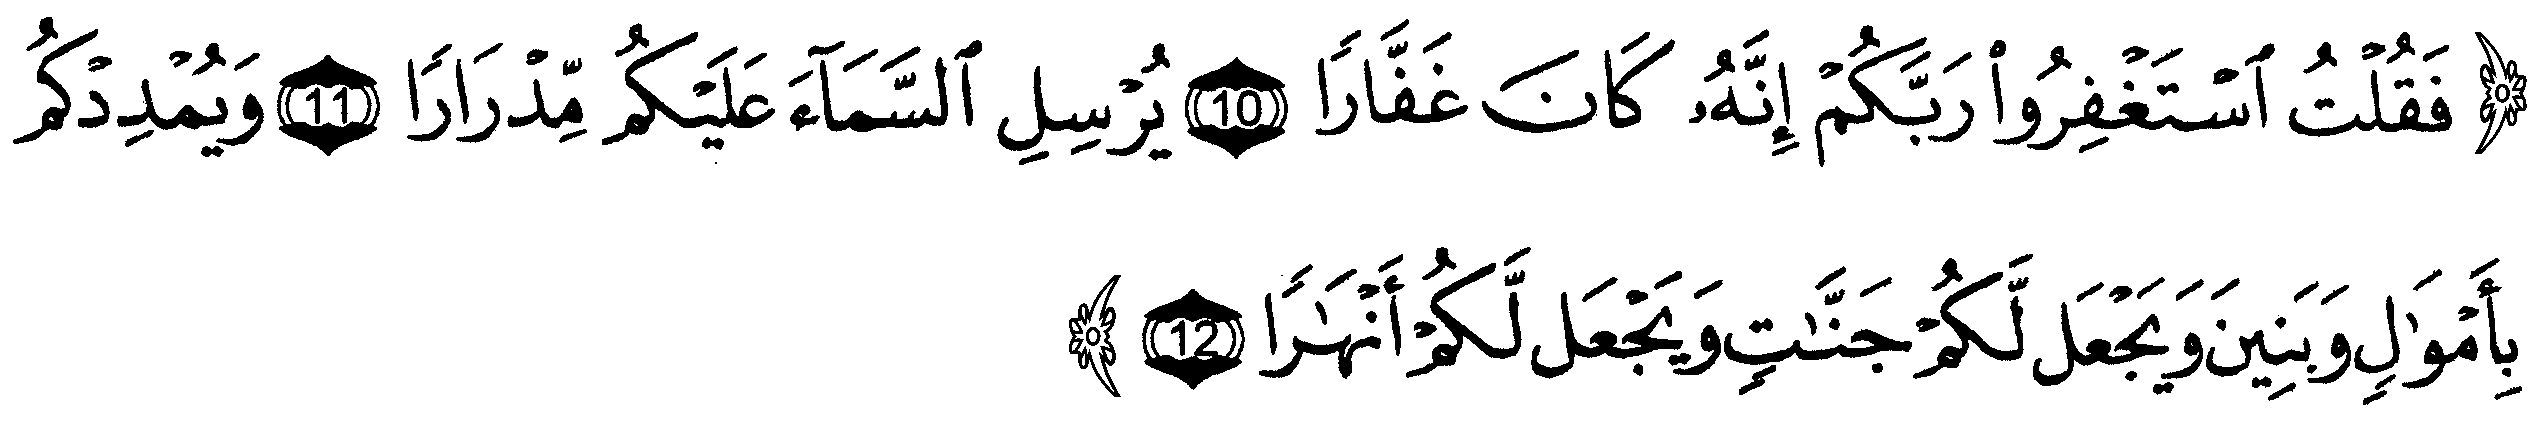 ﴿ فَقُلْتُ ٱسْتَغْفِرُوا۟ رَبَّكُمْ إِنَّهُۥ كَانَ غَفَّارًا 10 يُرْسِلِ ٱلسَّمَآءَ عَلَيْكُم مِّدْرَارًا 11 وَيُمْدِدْكُم
بِأَمْوَٰلٍ وَبَنِينَ وَيَجْعَل لَّكُمْ جَنَّٰتٍ وَيَجْعَل لَّكُمْ أَنْهَٰرًا 12 ﴾